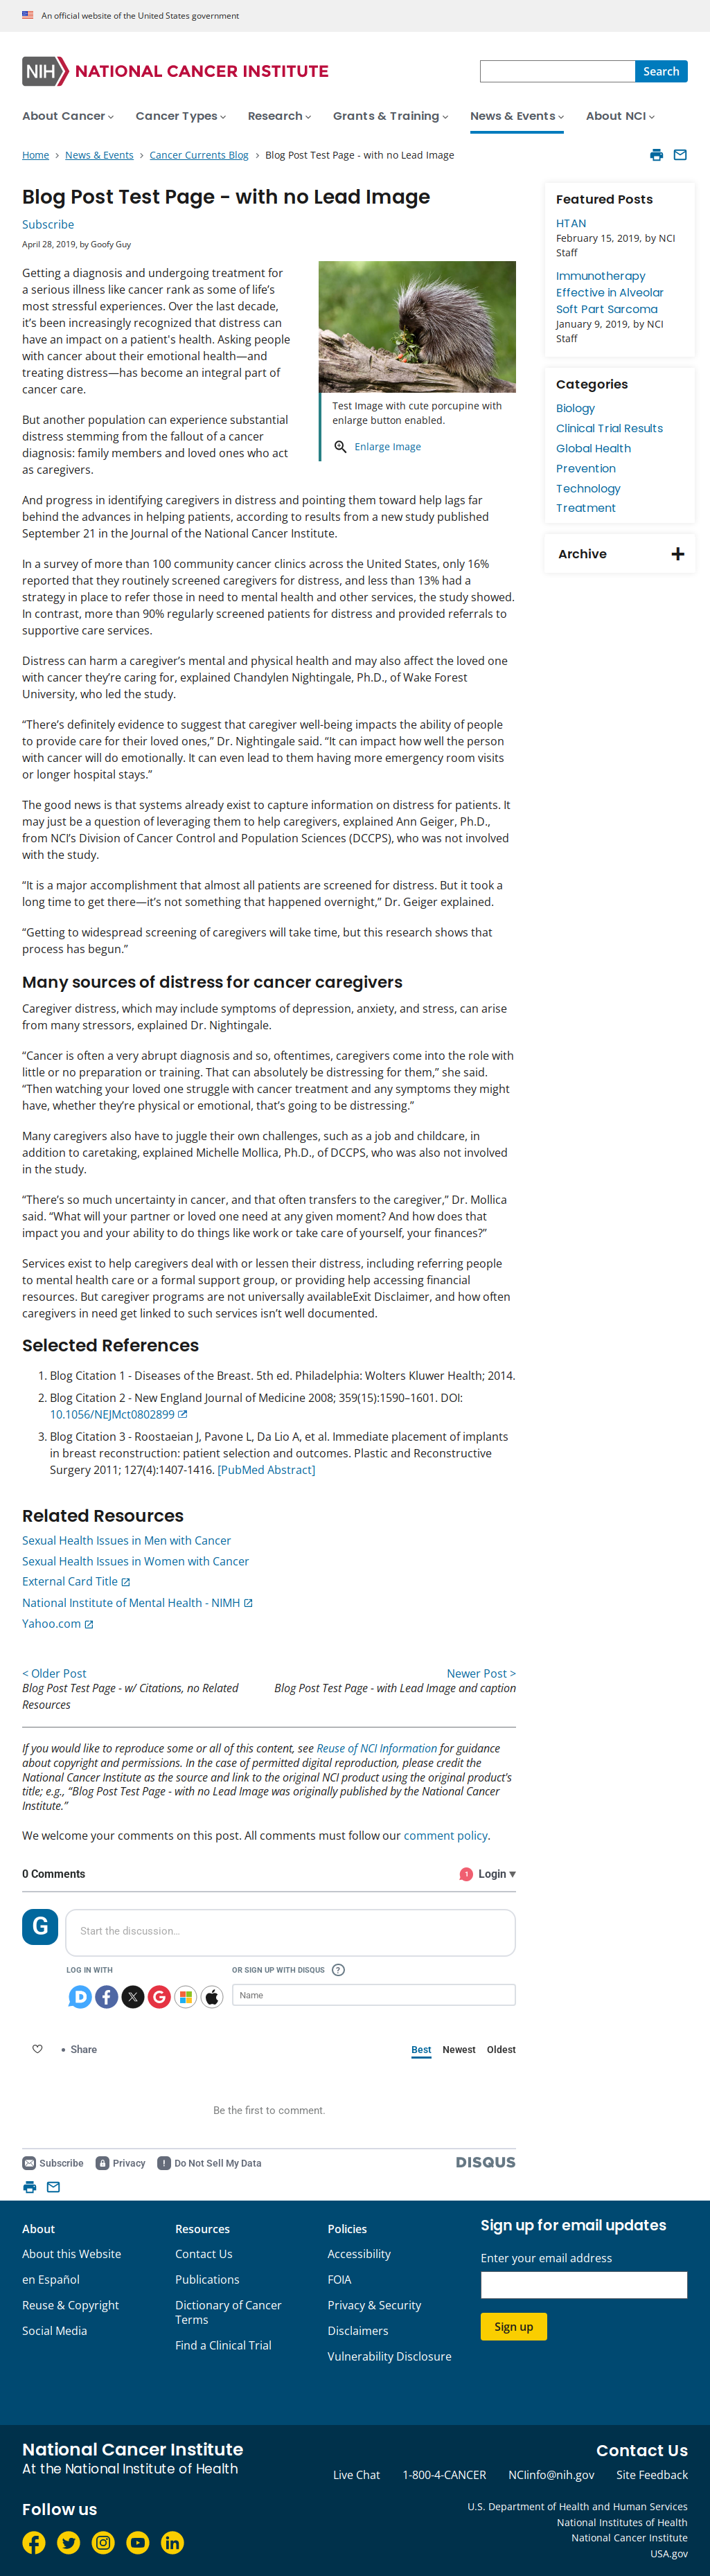 An official website of the United States government
NIH NATIONAL CANCER INSTITUTE
Search
About Cancer
Cancer Types
Research
Grants & Training
News & Events
About NCI
Home > News & Events > Cancer Currents Blog > Blog Post Test Page - with no Lead Image
Blog Post Test Page - with no Lead Image
Subscribe
April 28, 2019, by Goofy Guy
Getting a diagnosis and undergoing treatment for
a serious illness like cancer rank as some of life’s
most stressful experiences. Over the last decade,
it’s been increasingly recognized that distress can
have an impact on a patient's health. Asking people
with cancer about their emotional health—and
treating distress—has become an integral part of
cancer care.
Test Image with cute porcupine with
enlarge button enabled.
Enlarge Image
But another population can experience substantial
distress stemming from the fallout of a cancer
diagnosis: family members and loved ones who act
as caregivers.
And progress in identifying caregivers in distress and pointing them toward help lags far
behind the advances in helping patients, according to results from a new study published
September 21 in the Journal of the National Cancer Institute.
In a survey of more than 100 community cancer clinics across the United States, only 16%
reported that they routinely screened caregivers for distress, and less than 13% had a
strategy in place to refer those in need to mental health and other services, the study showed.
In contrast, more than 90% regularly screened patients for distress and provided referrals to
supportive care services.
Distress can harm a caregiver’s mental and physical health and may also affect the loved one
with cancer they’re caring for, explained Chandylen Nightingale, Ph.D., of Wake Forest
University, who led the study.
“There’s definitely evidence to suggest that caregiver well-being impacts the ability of people
to provide care for their loved ones,” Dr. Nightingale said. “It can impact how well the person
with cancer will do emotionally. It can even lead to them having more emergency room visits
or longer hospital stays.”
The good news is that systems already exist to capture information on distress for patients. It
may just be a question of leveraging them to help caregivers, explained Ann Geiger, Ph.D.,
from NCI’s Division of Cancer Control and Population Sciences (DCCPS), who was not involved
with the study.
“It is a major accomplishment that almost all patients are screened for distress. But it took a
long time to get there—it’s not something that happened overnight,” Dr. Geiger explained.
“Getting to widespread screening of caregivers will take time, but this research shows that
process has begun.”
Many sources of distress for cancer caregivers
Caregiver distress, which may include symptoms of depression, anxiety, and stress, can arise
from many stressors, explained Dr. Nightingale.
“Cancer is often a very abrupt diagnosis and so, oftentimes, caregivers come into the role with
little or no preparation or training. That can absolutely be distressing for them,” she said.
“Then watching your loved one struggle with cancer treatment and any symptoms they might
have, whether they’re physical or emotional, that’s going to be distressing.”
Many caregivers also have to juggle their own challenges, such as a job and childcare, in
addition to caretaking, explained Michelle Mollica, Ph.D., of DCCPS, who was also not involved
in the study.
“There’s so much uncertainty in cancer, and that often transfers to the caregiver,” Dr. Mollica
said. “What will your partner or loved one need at any given moment? And how does that
impact you and your ability to do things like work or take care of yourself, your finances?”
Services exist to help caregivers deal with or lessen their distress, including referring people
to mental health care or a formal support group, or providing help accessing financial
resources. But caregiver programs are not universally availableExit Disclaimer, and how often
caregivers in need get linked to such services isn’t well documented.
Selected References
1. Blog Citation 1 - Diseases of the Breast. 5th ed. Philadelphia: Wolters Kluwer Health; 2014.
2. Blog Citation 2 - New England Journal of Medicine 2008; 359(15):1590–1601. DOI:
10.1056/NEJMct0802899
3. Blog Citation 3 - Roostaeian J, Pavone L, Da Lio A, et al. Immediate placement of implants
in breast reconstruction: patient selection and outcomes. Plastic and Reconstructive
Surgery 2011; 127(4):1407-1416. [PubMed Abstract]
Related Resources
Sexual Health Issues in Men with Cancer
Sexual Health Issues in Women with Cancer
External Card Title
National Institute of Mental Health - NIMH
Yahoo.com
< Older Post
Blog Post Test Page - w/ Citations, no Related
Resources
Newer Post >
Blog Post Test Page - with Lead Image and caption
If you would like to reproduce some or all of this content, see Reuse of NCI Information for guidance
about copyright and permissions. In the case of permitted digital reproduction, please credit the
National Cancer Institute as the source and link to the original NCI product using the original product's
title; e.g., “Blog Post Test Page - with no Lead Image was originally published by the National Cancer
Institute.”
We welcome your comments on this post. All comments must follow our comment policy.
0 Comments
1 Login
G
Start the discussion…
LOG IN WITH
OR SIGN UP WITH DISQUS ?
Name
• Share
Best
Newest
Oldest
Be the first to comment.
Subscribe
Privacy
Do Not Sell My Data
DISQUS
Featured Posts
HTAN
February 15, 2019, by NCI
Staff
Immunotherapy
Effective in Alveolar
Soft Part Sarcoma
January 9, 2019, by NCI
Staff
Categories
Biology
Clinical Trial Results
Global Health
Prevention
Technology
Treatment
Archive
About
About this Website
en Español
Reuse & Copyright
Social Media
Resources
Contact Us
Publications
Dictionary of Cancer
Terms
Find a Clinical Trial
Policies
Accessibility
FOIA
Privacy & Security
Disclaimers
Vulnerability Disclosure
Sign up for email updates
Enter your email address
Sign up
National Cancer Institute
At the National Institute of Health
Follow us
Contact Us
Live Chat
1-800-4-CANCER
NCIinfo@nih.gov
Site Feedback
U.S. Department of Health and Human Services
National Institutes of Health
National Cancer Institute
USA.gov